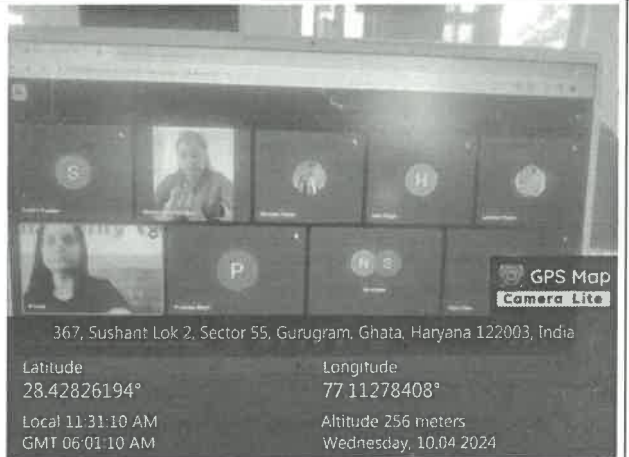 S
H
P
N S
GPS Map
Camera Lite
367, Sushant Lok 2, Sector 55, Gurugram, Ghata, Haryana 122003, India
Latitude
28.42826194°
Longitude
77.11278408°
Local 11:31:10 AM
GMT 06:01:10 AM
Altitude 256 meters
Wednesday, 10.04.2024